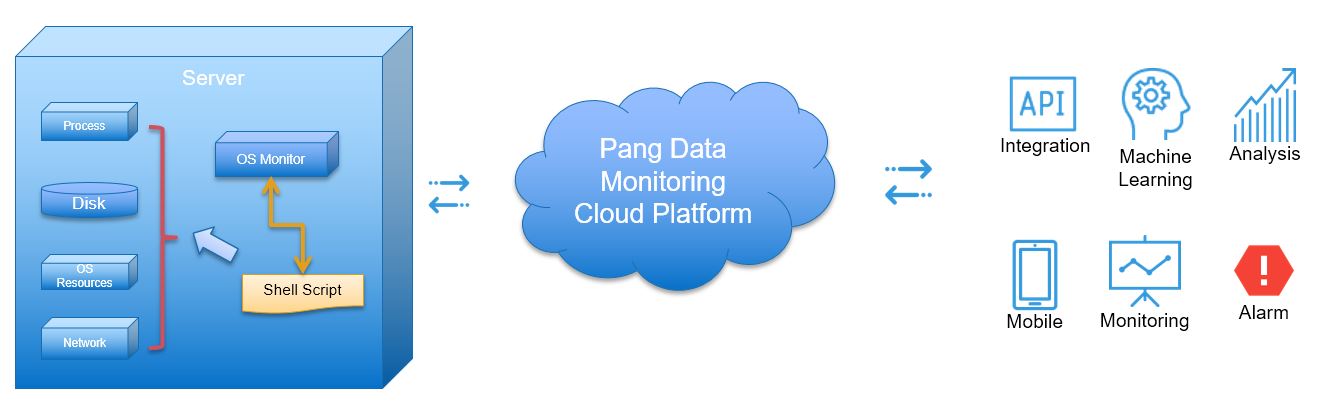 Server
Process
Disk
OS
Resources
Network
OS Monitor
Shell Script
Pang Data
Monitoring
Cloud Platform
API
Integration
Machine
Learning
Analysis
Mobile
Monitoring
!
Alarm